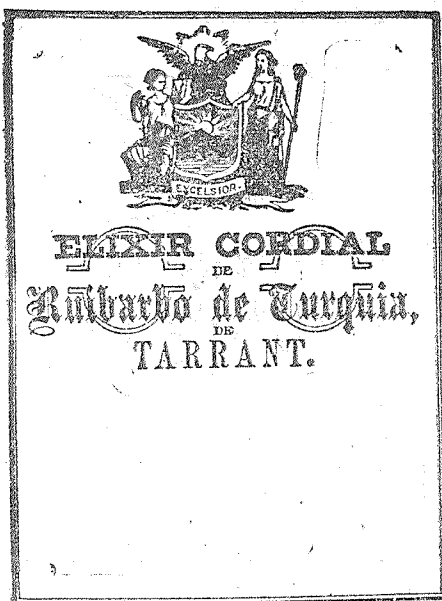 EXCELSIOR.
ELIXIR CORDIAL
DE
Ruibarbo de Turquia,
DE
TARRANT.